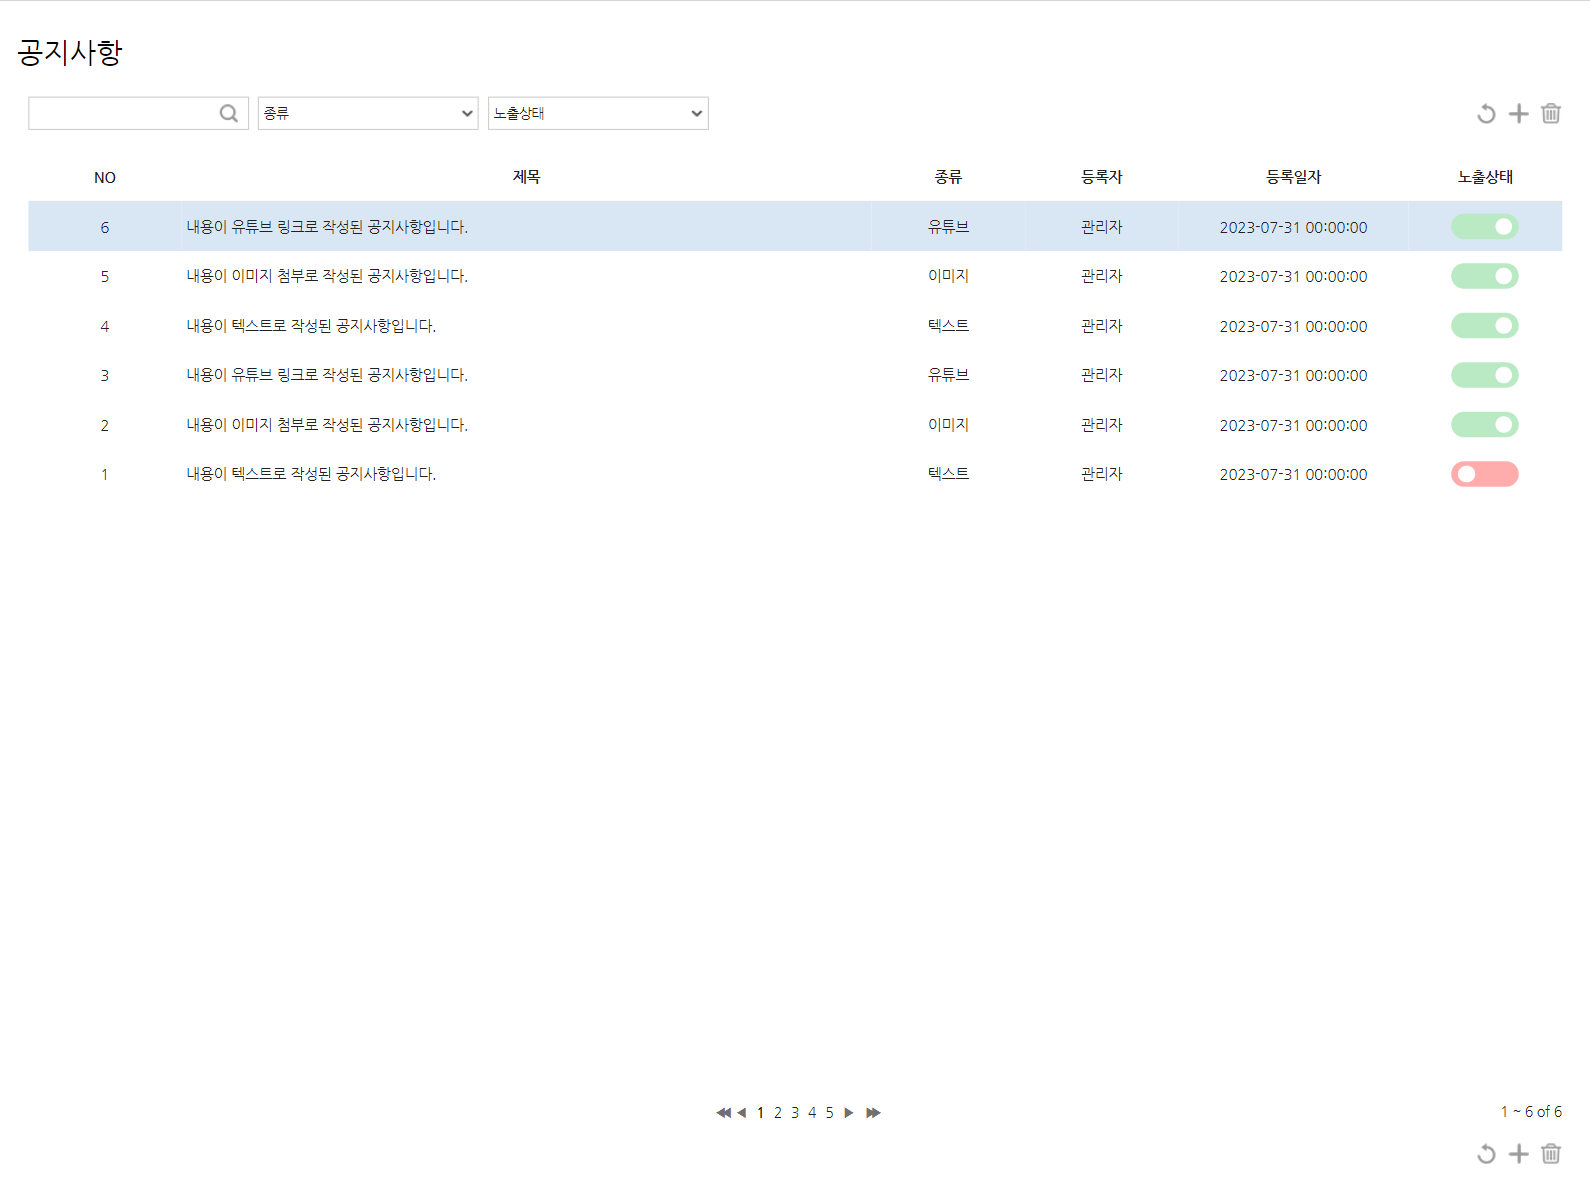 공지사항
종류 노출상태
NO 제목 종류 등록자 등록일자 노출상태
6 내용이 유튜브 링크로 작성된 공지사항입니다. 유튜브 관리자 2023-07-31 00:00:00
5 내용이 이미지 첨부로 작성된 공지사항입니다. 이미지 관리자 2023-07-31 00:00:00
4 내용이 텍스트로 작성된 공지사항입니다. 텍스트 관리자 2023-07-31 00:00:00
3 내용이 유튜브 링크로 작성된 공지사항입니다. 유튜브 관리자 2023-07-31 00:00:00
2 내용이 이미지 첨부로 작성된 공지사항입니다. 이미지 관리자 2023-07-31 00:00:00
1 내용이 텍스트로 작성된 공지사항입니다. 텍스트 관리자 2023-07-31 00:00:00
1 2 3 4 5 1 ~ 6 of 6